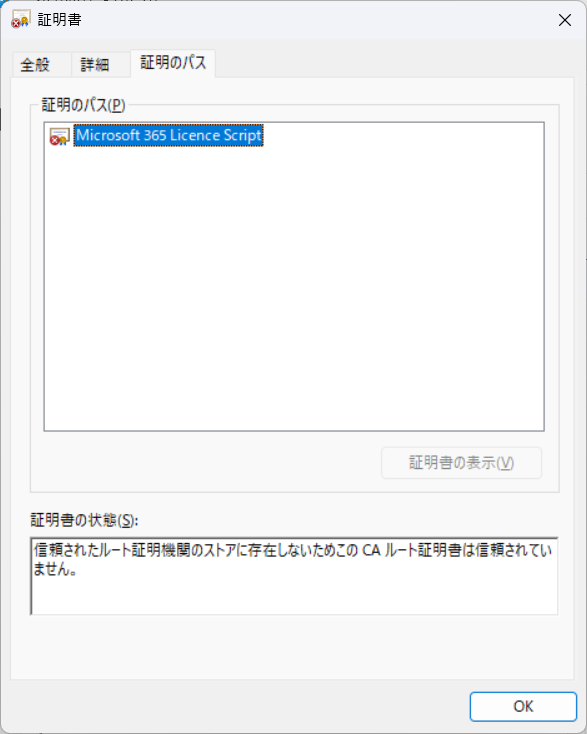 証明書
全般
詳細
証明のパス
証明のパス(P)
Microsoft 365 Licence Script
証明書の表示(V)
証明書の状態(S):
信頼されたルート証明機関のストアに存在しないためこの CA ルート証明書は信頼されてい
ません。
OK